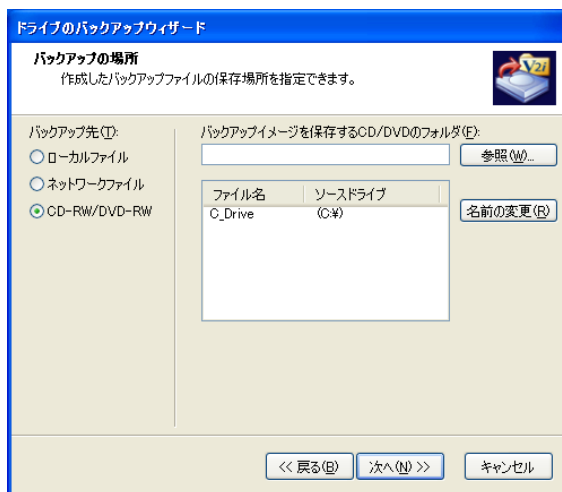 ドライブのバックアップウィザード
バックアップの場所
作成したバックアップファイルの保存場所を指定できます。
V2i
バックアップ先(T):
ローカルファイル
ネットワークファイル
CD-RW/DVD-RW
バックアップイメージを保存するCD/DVDのフォルダ(F):
参照(W)...
ファイル名 ソースドライブ
C_Drive (C:¥)
名前の変更(R)
<< 戻る(B) 次へ(N) >> キャンセル